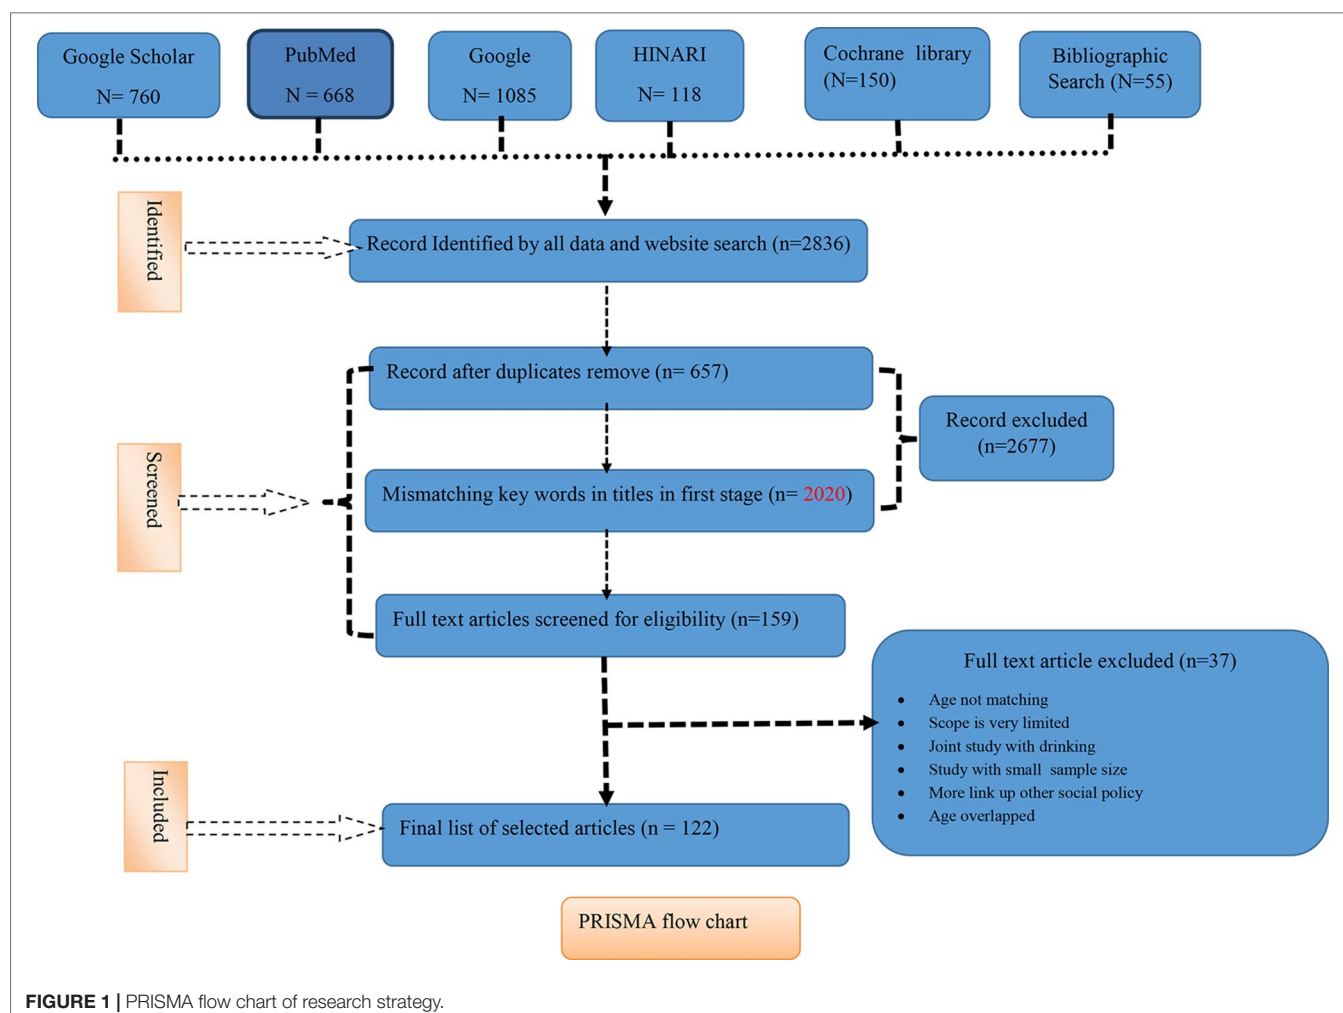 Google Scholar
N= 760
PubMed
N = 668
Google
N= 1085
HINARI
N= 118
Cochrane library
(N=150)
Bibliographic
Search (N=55)
Identified
Record Identified by all data and website search (n=2836)
Record after duplicates remove (n= 657)
Record excluded
(n=2677)
Screened
Mismatching key words in titles in first stage (n= 2020)
Full text articles screened for eligibility (n=159)
Full text article excluded (n=37)
• Age not matching
• Scope is very limited
• Joint study with drinking
• Study with small sample size
• More link up other social policy
• Age overlapped
Included
Final list of selected articles (n = 122)
PRISMA flow chart
FIGURE 1 | PRISMA flow chart of research strategy.